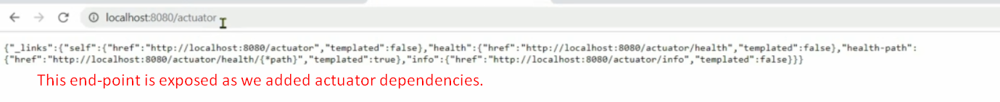 localhost:8080/actuator
{"_links":{"self":{"href":"http://localhost:8080/actuator","templated":false},"health":{"href":"http://localhost:8080/actuator/health","templated":false},"health-path":
{"href":"http://localhost:8080/actuator/health/{*path}","templated":true},"info":{"href":"http://localhost:8080/actuator/info","templated":false}}}
This end-point is exposed as we added actuator dependencies.